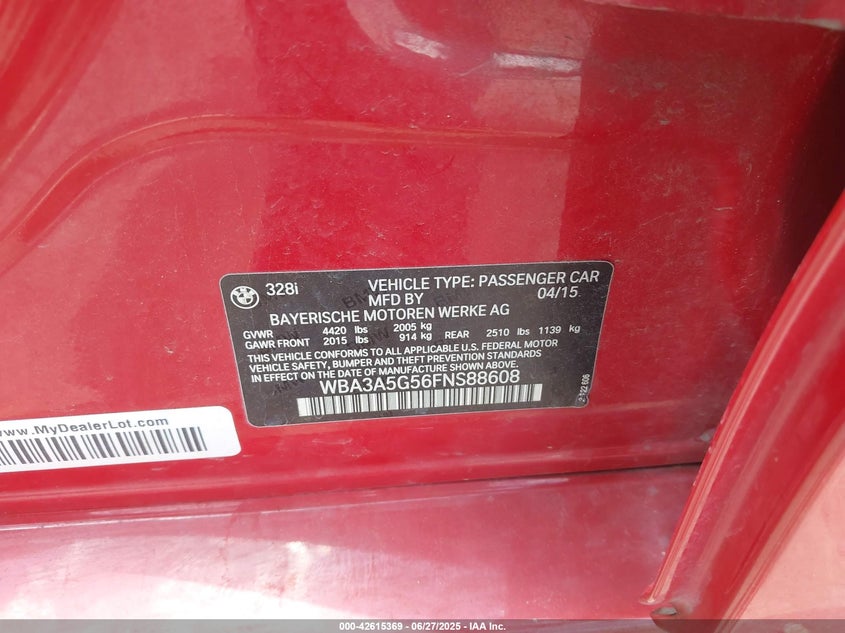 328i VEHICLE TYPE: PASSENGER CAR
MFD BY 04/15
BAYERISCHE MOTOREN WERKE AG
GVWR 4420 lbs 2005 kg
GAWR FRONT 2015 lbs 914 kg REAR 2510 lbs 1139 kg
THIS VEHICLE CONFORMS TO ALL APPLICABLE U.S. FEDERAL MOTOR
VEHICLE SAFETY, BUMPER AND THEFT PREVENTION STANDARDS
IN EFFECT ON THE DATE OF MANUFACTURE SHOWN ABOVE.
WBA3A5G56FNS88608
www.MyDealerLot.com
000-42615369 - 06/27/2025 - IAA Inc.